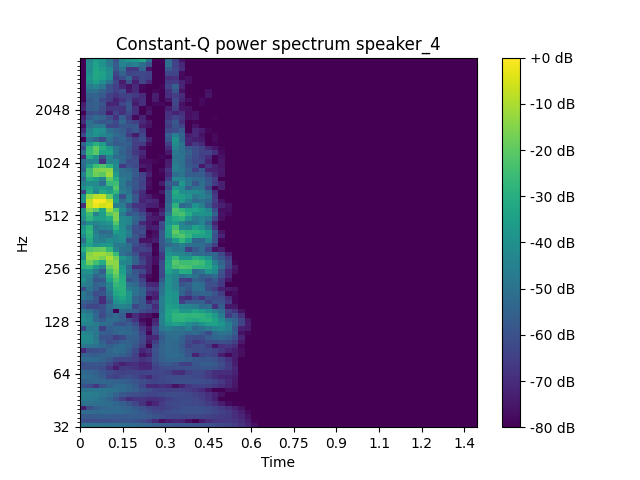 Constant-Q power spectrum speaker_4
Hz
2048
1024
512
256
128
64
32
0 0.15 0.3 0.45 0.6 0.75 0.9 1.1 1.2 1.4
Time
+0 dB
-10 dB
-20 dB
-30 dB
-40 dB
-50 dB
-60 dB
-70 dB
-80 dB